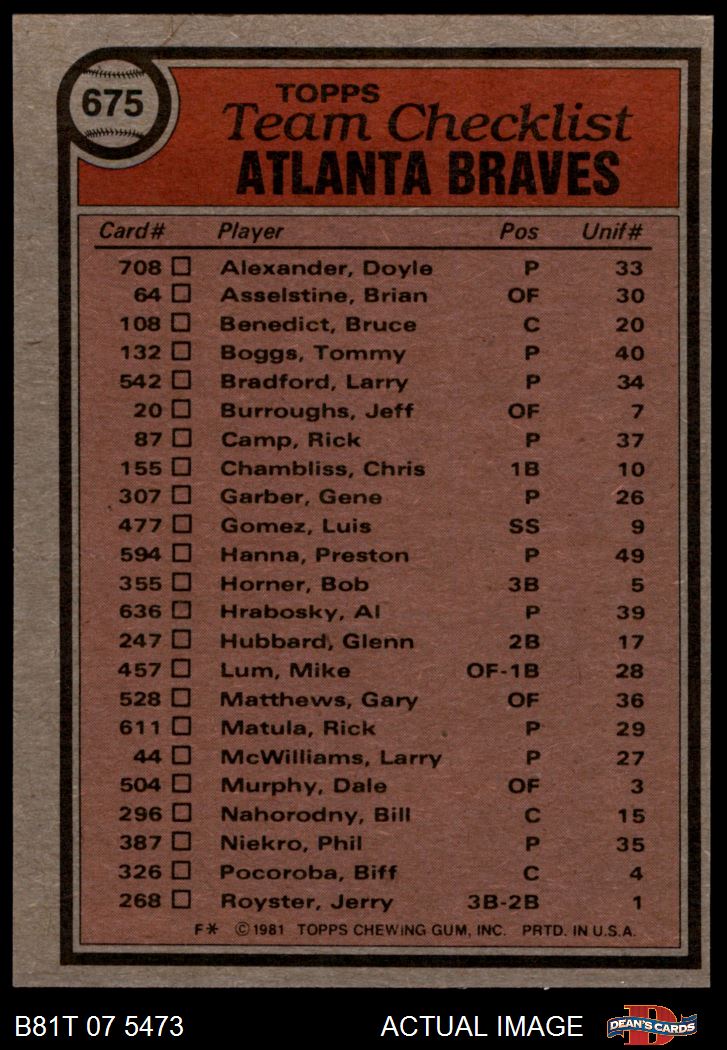 675
TOPPS
Team Checklist
ATLANTA BRAVES
Card# Player Pos Unif#
708 Alexander, Doyle P 33
64 Asselstine, Brian OF 30
108 Benedict, Bruce C 20
132 Boggs, Tommy P 40
542 Bradford, Larry P 34
20 Burroughs, Jeff OF 7
87 Camp, Rick P 37
155 Chambliss, Chris 1B 10
307 Garber, Gene P 26
477 Gomez, Luis SS 9
594 Hanna, Preston P 49
355 Horner, Bob 3B 5
636 Hrabosky, Al P 39
247 Hubbard, Glenn 2B 17
457 Lum, Mike OF-1B 28
528 Matthews, Gary OF 36
611 Matula, Rick P 29
44 McWilliams, Larry P 27
504 Murphy, Dale OF 3
296 Nahorodny, Bill C 15
387 Niekro, Phil P 35
326 Pocoroba, Biff C 4
268 Royster, Jerry 3B-2B 1
F* ©1981 TOPPS CHEWING GUM, INC. PRTD. IN U.S.A.
B81T 07 5473 ACTUAL IMAGE D DEAN'S CARDS